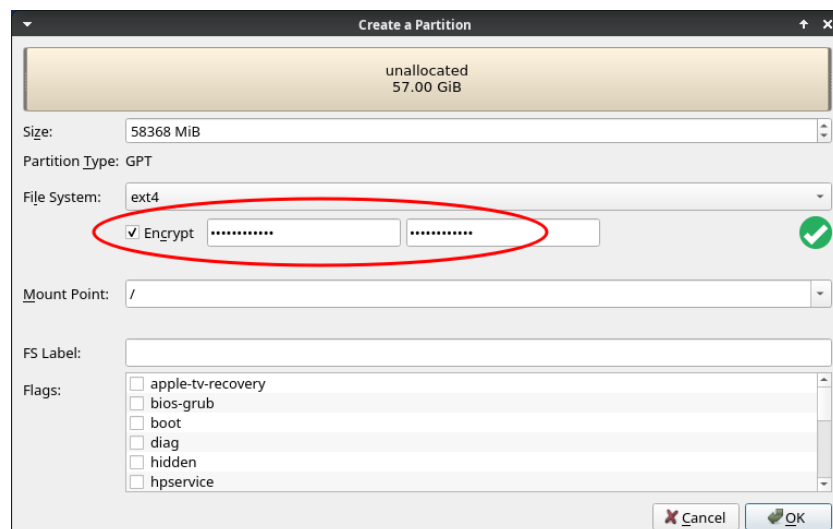 Create a Partition
unallocated
57.00 GiB
Size: 58368 MiB
Partition Type: GPT
File System: ext4
Encrypt •••••••••••• ••••••••••••
Mount Point: /
FS Label:
Flags: apple-tv-recovery
bios-grub
boot
diag
hidden
hpservice
Cancel OK